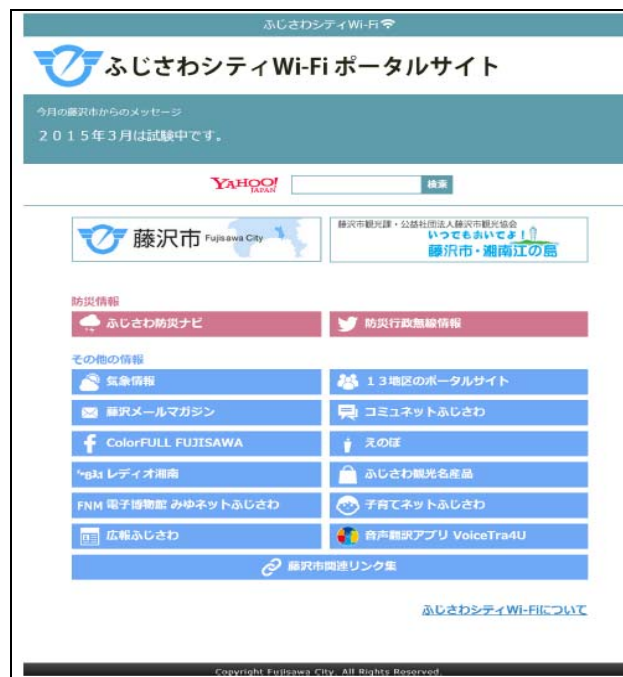 ふじさわシティWi-Fi
ふじさわシティWi-Fiポータルサイト
今月の藤沢市からのメッセージ
２０１５年３月は試験中です。
YAHOO! JAPAN 検索
藤沢市 Fujisawa City
藤沢市観光課・公益社団法人藤沢市観光協会
いつでもおいでよ！
藤沢市・湘南江の島
防災情報
ふじさわ防災ナビ 防災行政無線情報
その他の情報
気象情報 １３地区のポータルサイト
藤沢メールマガジン コミュネットふじさわ
ColorFULL FUJISAWA えのぽ
83.1 レディオ湘南 ふじさわ観光名産品
FNM 電子博物館 みゆネットふじさわ 子育てネットふじさわ
広報ふじさわ 音声翻訳アプリ VoiceTra4U
藤沢市関連リンク集
ふじさわシティWi-Fiについて
Copyright Fujisawa City. All Rights Reserved.